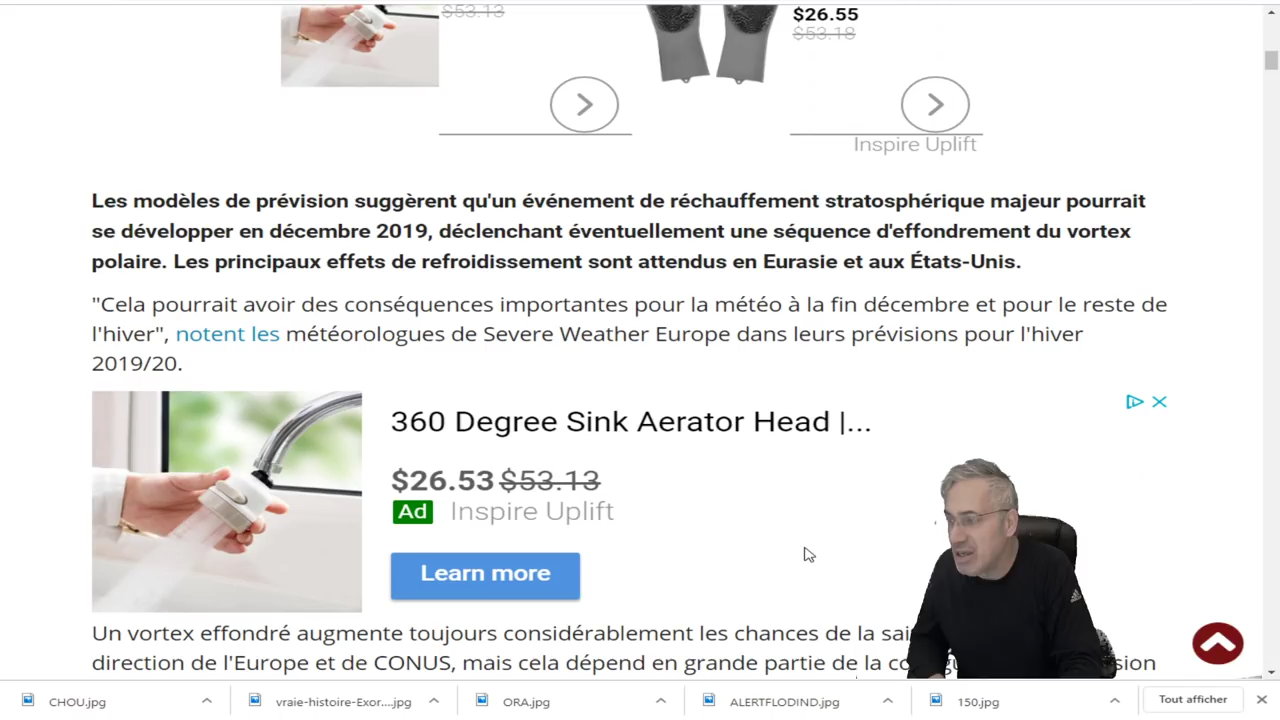 $53.13
$26.55
$53.18
Inspire Uplift
Les modèles de prévision suggèrent qu'un événement de réchauffement stratosphérique majeur pourrait
se développer en décembre 2019, déclenchant éventuellement une séquence d'effondrement du vortex
polaire. Les principaux effets de refroidissement sont attendus en Eurasie et aux États-Unis.
"Cela pourrait avoir des conséquences importantes pour la météo à la fin décembre et pour le reste de
l'hiver", notent les météorologues de Severe Weather Europe dans leurs prévisions pour l'hiver
2019/20.
360 Degree Sink Aerator Head |...
$26.53 $53.13
Ad Inspire Uplift
Learn more
Un vortex effondré augmente toujours considérablement les chances de la
direction de l'Europe et de CONUS, mais cela dépend en grande partie de la
CHOU.jpg
vraie-histoire-Exor....jpg
ORA.jpg
ALERTFLODIND.jpg
150.jpg
Tout afficher